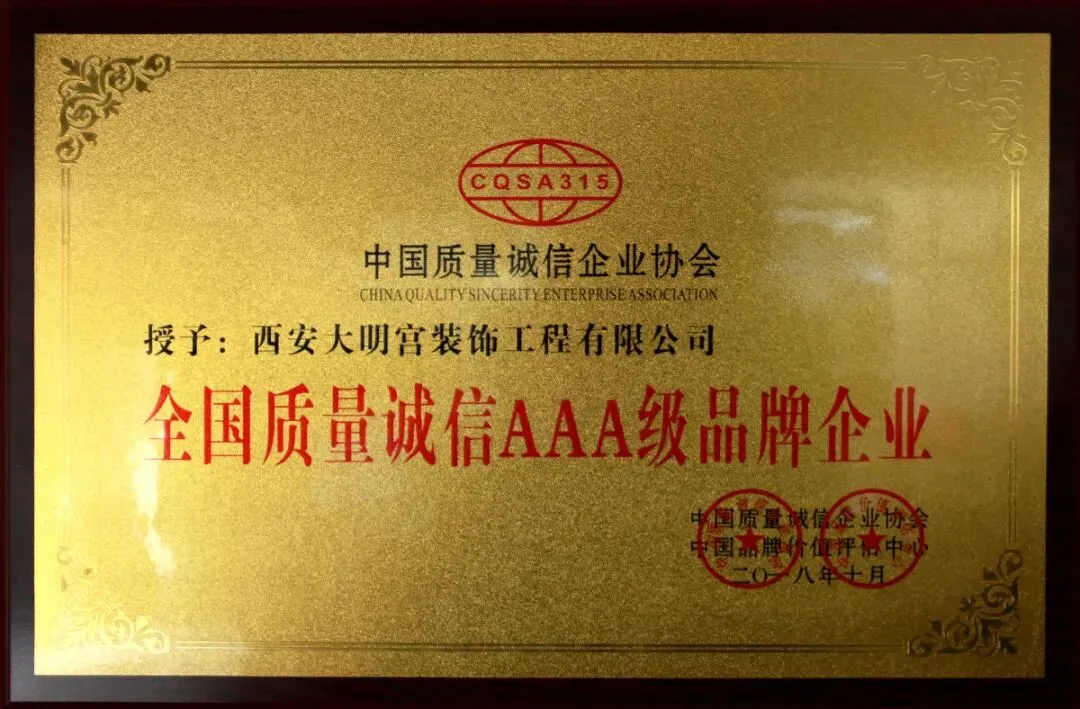 CQSA315
中国质量诚信企业协会
CHINA QUALITY SINCERITY ENTERPRISE ASSOCIATION
授予：西安大明宫装饰工程有限公司
全国质量诚信AAA级品牌企业
中国质量诚信企业协会
中国品牌价值评估中心
二〇一八年十月